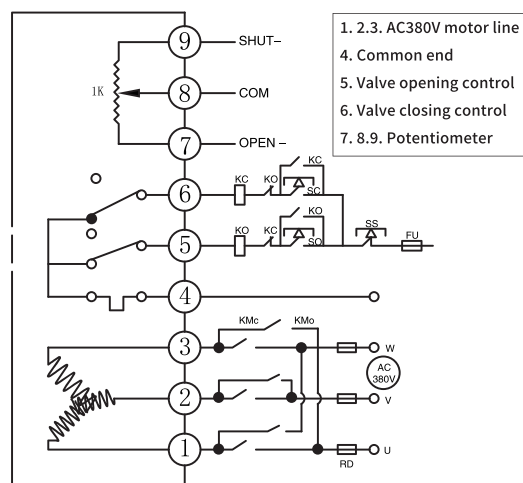 9 SHUT-
1. 2.3. AC380V motor line
4. Common end
5. Valve opening control
6. Valve closing control
7. 8.9. Potentiometer
1K 8 COM
7 OPEN -
KC
6 KC KO SC
KO
5 KO KC SO SS FU
4
KMc KMo
3 W
AC
380V
2 V
1 U
RD